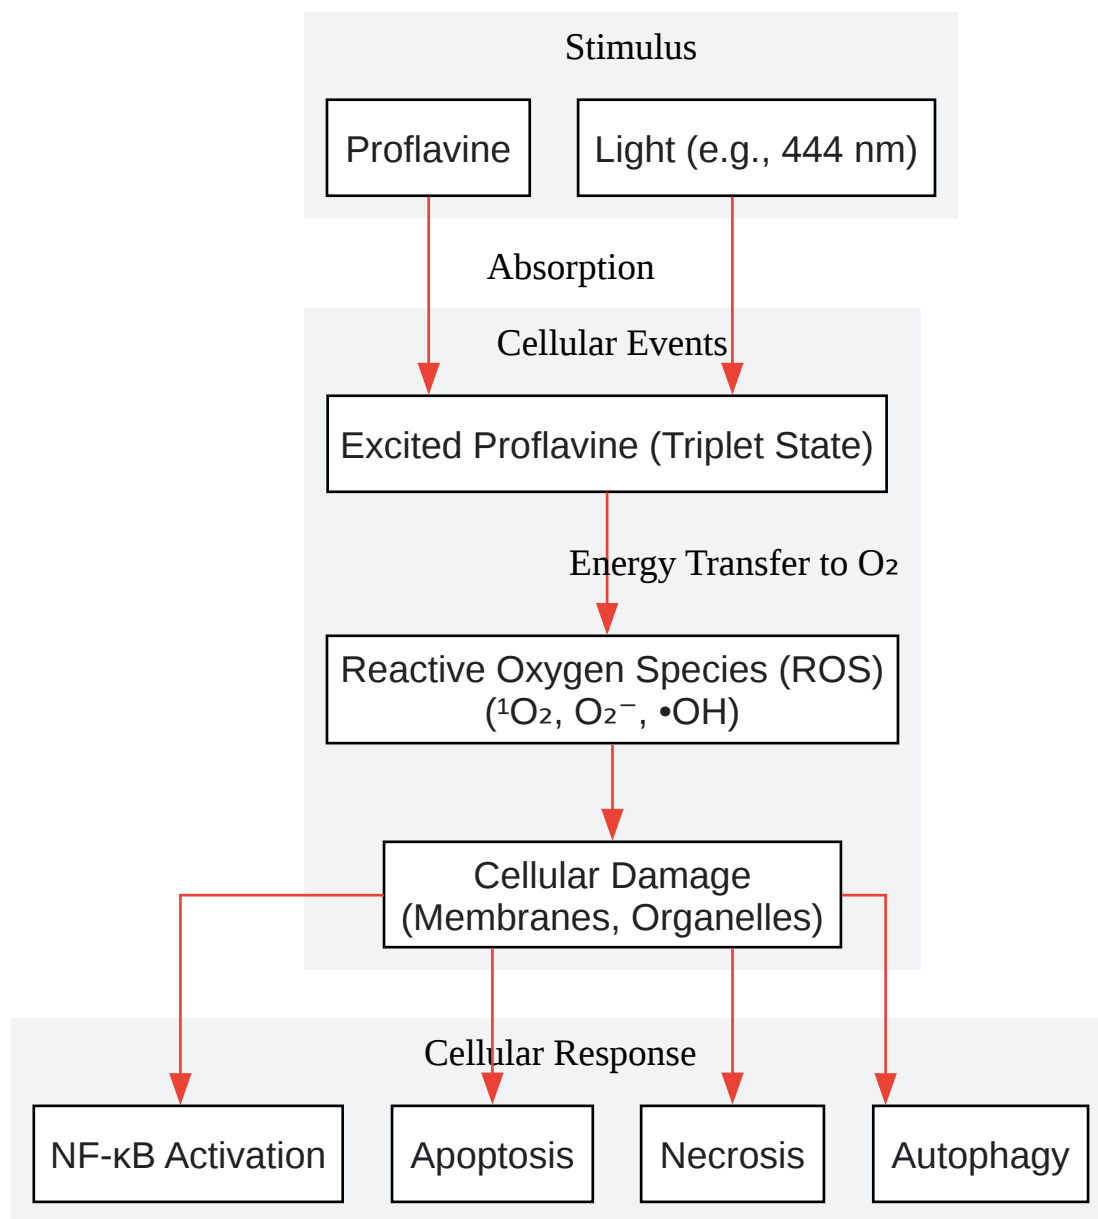 Stimulus
Proflavine
Light (e.g., 444 nm)
Absorption
Cellular Events
Excited Proflavine (Triplet State)
Energy Transfer to O₂
Reactive Oxygen Species (ROS)
(¹O₂, O₂⁻, •OH)
Cellular Damage
(Membranes, Organelles)
Cellular Response
NF-κB Activation
Apoptosis
Necrosis
Autophagy